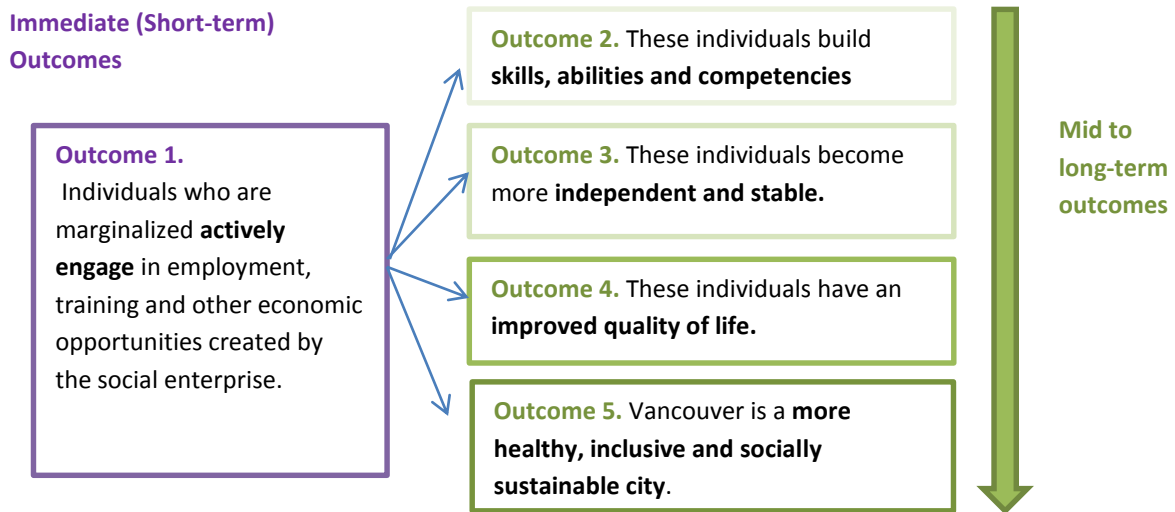 Immediate (Short-term)
Outcomes
Outcome 1.
Individuals who are
marginalized actively
engage in employment,
training and other economic
opportunities created by
the social enterprise.
Outcome 2. These individuals build
skills, abilities and competencies
Outcome 3. These individuals become
more independent and stable.
Outcome 4. These individuals have an
improved quality of life.
Outcome 5. Vancouver is a more
healthy, inclusive and socially
sustainable city.
Mid to
long-term
outcomes